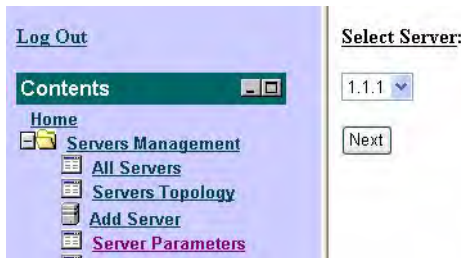 Log Out
Contents
Home
Servers Management
All Servers
Servers Topology
Add Server
Server Parameters
Select Server:
1.1.1
Next